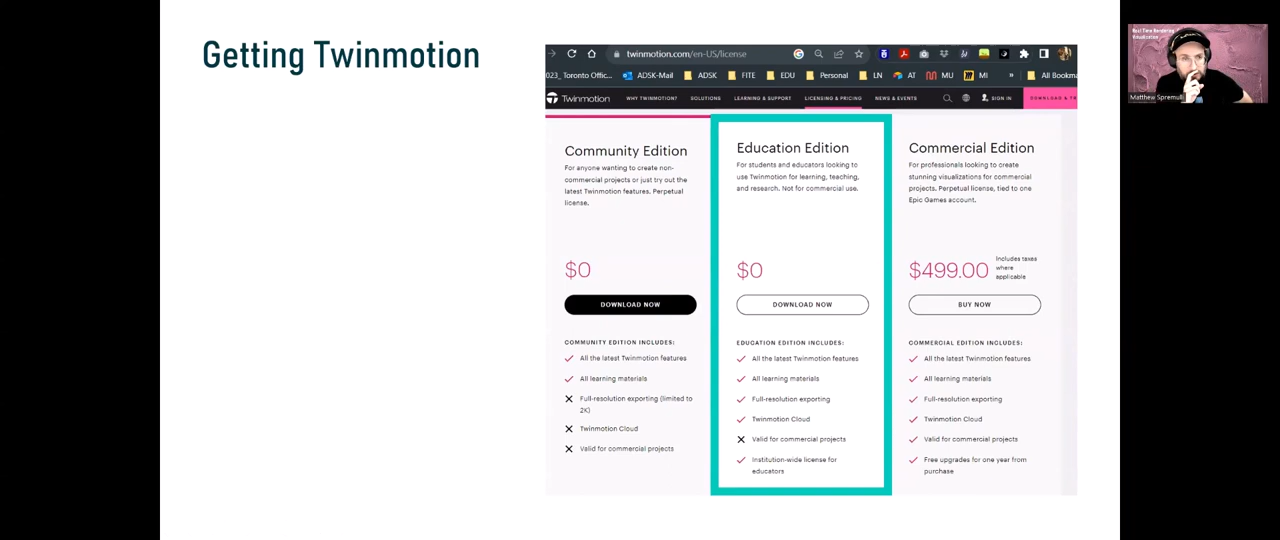 Getting Twinmotion
twinmotion.com/en-US/license
023_Toronto Offic...
ADSK-Mail
ADSK
FITE
EDU
Personal
LN
AT
MU
MI
»
All Bookma
Twinmotion
WHY TWINMOTION?
SOLUTIONS
LEARNING & SUPPORT
LICENSING & PRICING
NEWS & EVENTS
SIGN IN
DOWNLOAD & TR
Community Edition
For anyone wanting to create non-
commercial projects or just try out the
latest Twinmotion features. Perpetual
license.
$0
DOWNLOAD NOW
COMMUNITY EDITION INCLUDES:
All the latest Twinmotion features
All learning materials
Full-resolution exporting (limited to
2K)
Twinmotion Cloud
Valid for commercial projects
Education Edition
For students and educators looking to
use Twinmotion for learning, teaching,
and research. Not for commercial use.
$0
DOWNLOAD NOW
EDUCATION EDITION INCLUDES:
All the latest Twinmotion features
All learning materials
Full-resolution exporting
Twinmotion Cloud
Valid for commercial projects
Institution-wide license for
educators
Commercial Edition
For professionals looking to create
stunning visualizations for commercial
projects. Perpetual license, tied to one
Epic Games account.
$499.00
Includes taxes
where
applicable
BUY NOW
COMMERCIAL EDITION INCLUDES:
All the latest Twinmotion features
All learning materials
Full-resolution exporting
Twinmotion Cloud
Valid for commercial projects
Free upgrades for one year from
purchase
Real Time Rendering
Visualization
Matthew Spremulli